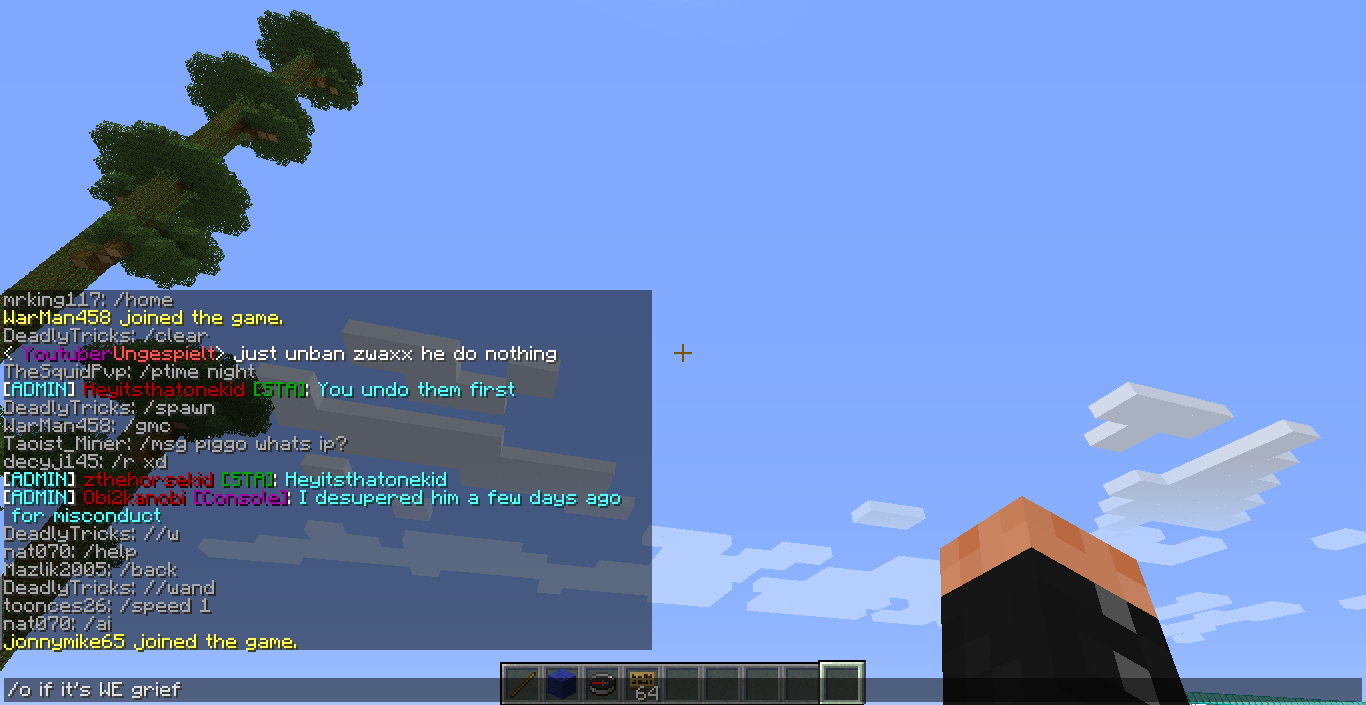 mrking117: /home
WarMan458 joined the game.
DeadlyTricks: /clear
< YoutuberUngespielt> just unban zwaxx he do nothing
TheSquidPvp: /ptime night
[ADMIN] Heyitsthatonekid [STA]: You undo them first
DeadlyTricks: /spawn
WarMan458: /gmc
Taoist_Miner: /msg piggo whats ip?
decyj145: /r xd
[ADMIN] zthehorsekid [STA]: Heyitsthatonekid
[ADMIN] Obi2kanobi [Console]: I desupered him a few days ago
for misconduct
DeadlyTricks: //w
nat070: /help
Mazlik2005: /back
DeadlyTricks: //wand
toonces26: /speed 1
nat070: /ai
jonnymike65 joined the game.
/o if it's WE grief
64